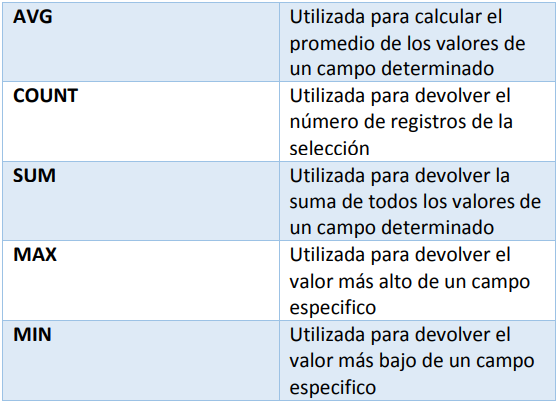 AVG
Utilizada para calcular el
promedio de los valores de
un campo determinado
COUNT
Utilizada para devolver el
número de registros de la
selección
SUM
Utilizada para devolver la
suma de todos los valores de
un campo determinado
MAX
Utilizada para devolver el
valor más alto de un campo
especifico
MIN
Utilizada para devolver el
valor más bajo de un campo
especifico